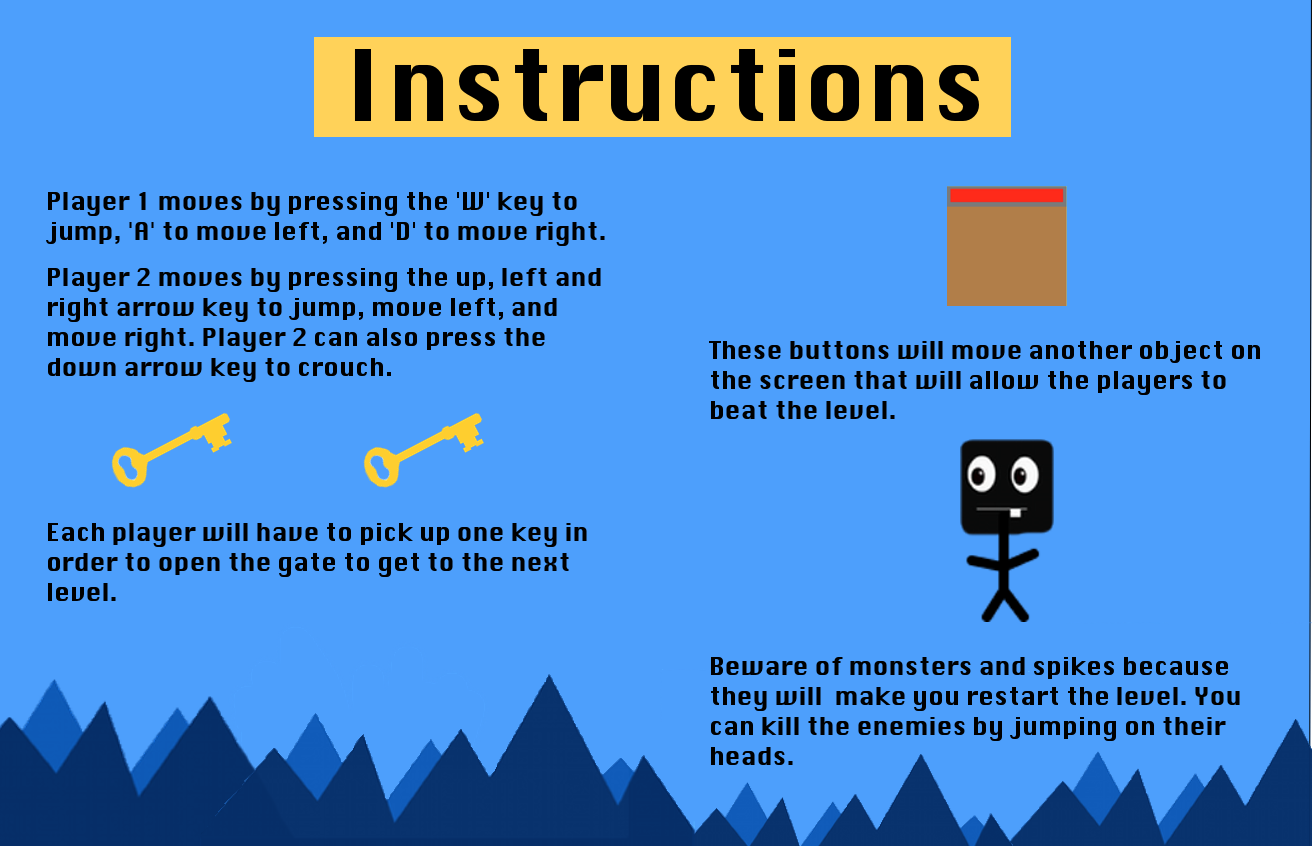 Instructions
Player 1 moves by pressing the 'W' key to
jump, 'A' to move left, and 'D' to move right.
Player 2 moves by pressing the up, left and
right arrow key to jump, move left, and
move right. Player 2 can also press the
down arrow key to crouch.
Each player will have to pick up one key in
order to open the gate to get to the next
level.
These buttons will move another object on
the screen that will allow the players to
beat the level.
Beware of monsters and spikes because
they will  make you restart the level. You
can kill the enemies by jumping on their
heads.